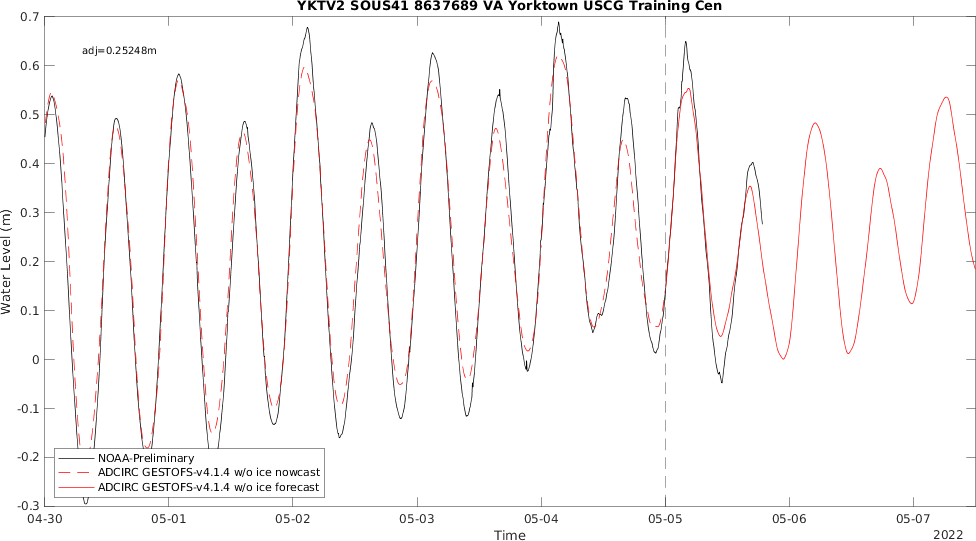 YKTV2 SOUS41 8637689 VA Yorktown USCG Training Cen
adj=0.25248m
0.7
0.6
0.5
0.4
0.3
0.2
0.1
0
-0.1
-0.2
-0.3
Water Level (m)
NOAA-Preliminary
ADCIRC GESTOFS-v4.1.4 w/o ice nowcast
ADCIRC GESTOFS-v4.1.4 w/o ice forecast
04-30 05-01 05-02 05-03 05-04 05-05 05-06 05-07
Time
2022